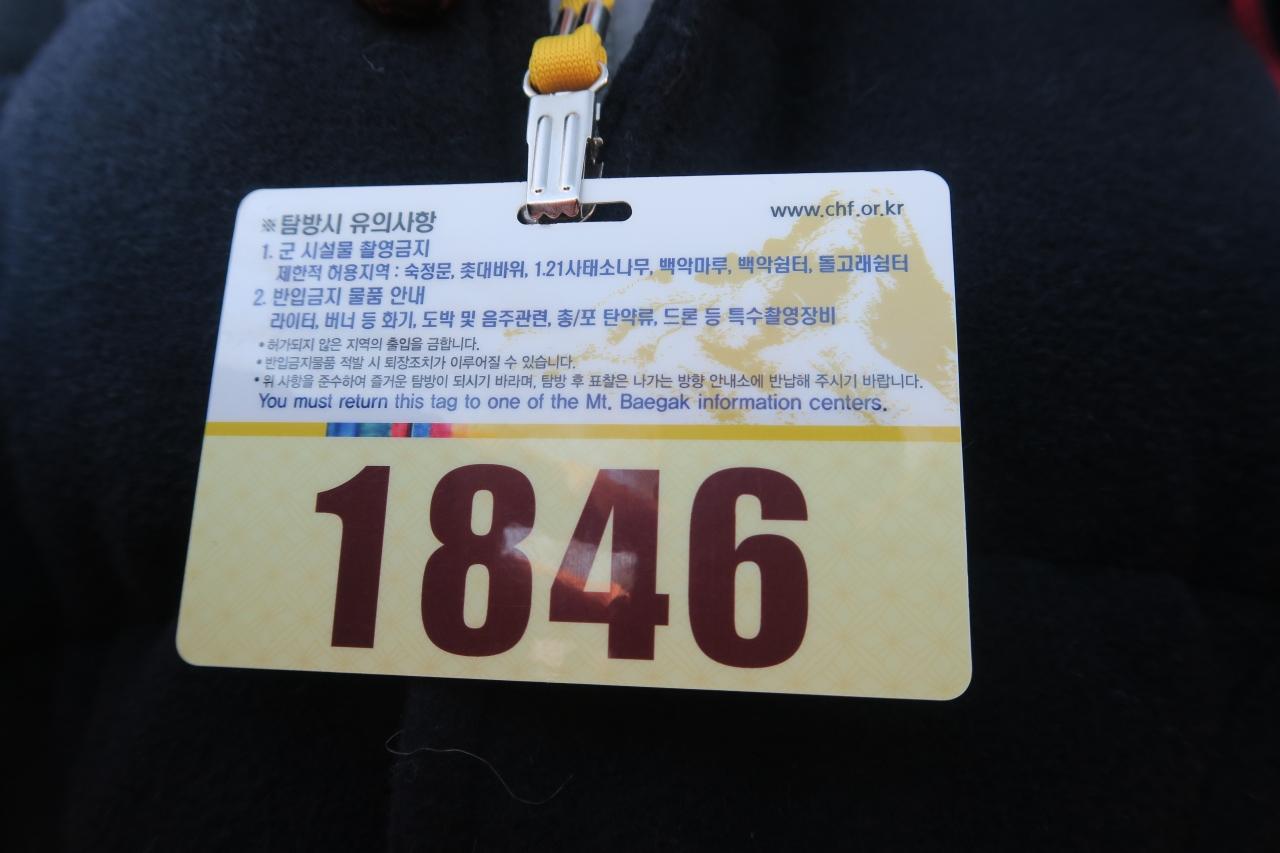 ※탐방시 유의사항
www.chf.or.kr
1. 군 시설물 촬영금지
제한적 허용지역 : 숙정문, 촛대바위, 1.21사태소나무, 백악마루, 백악쉼터, 돌고래쉼터
2. 반입금지 물품 안내
라이터, 버너 등 화기, 도박 및 음주관련, 총/포 탄약류, 드론 등 특수촬영장비
• 허가되지 않은 지역의 출입을 금합니다.
• 반입금지물품 적발 시 퇴장조치가 이루어질 수 있습니다.
• 위 사항을 준수하여 즐거운 탐방이 되시기 바라며, 탐방 후 표찰은 나가는 방향 안내소에 반납해 주시기 바랍니다.
You must return this tag to one of the Mt. Baegak information centers.
1846